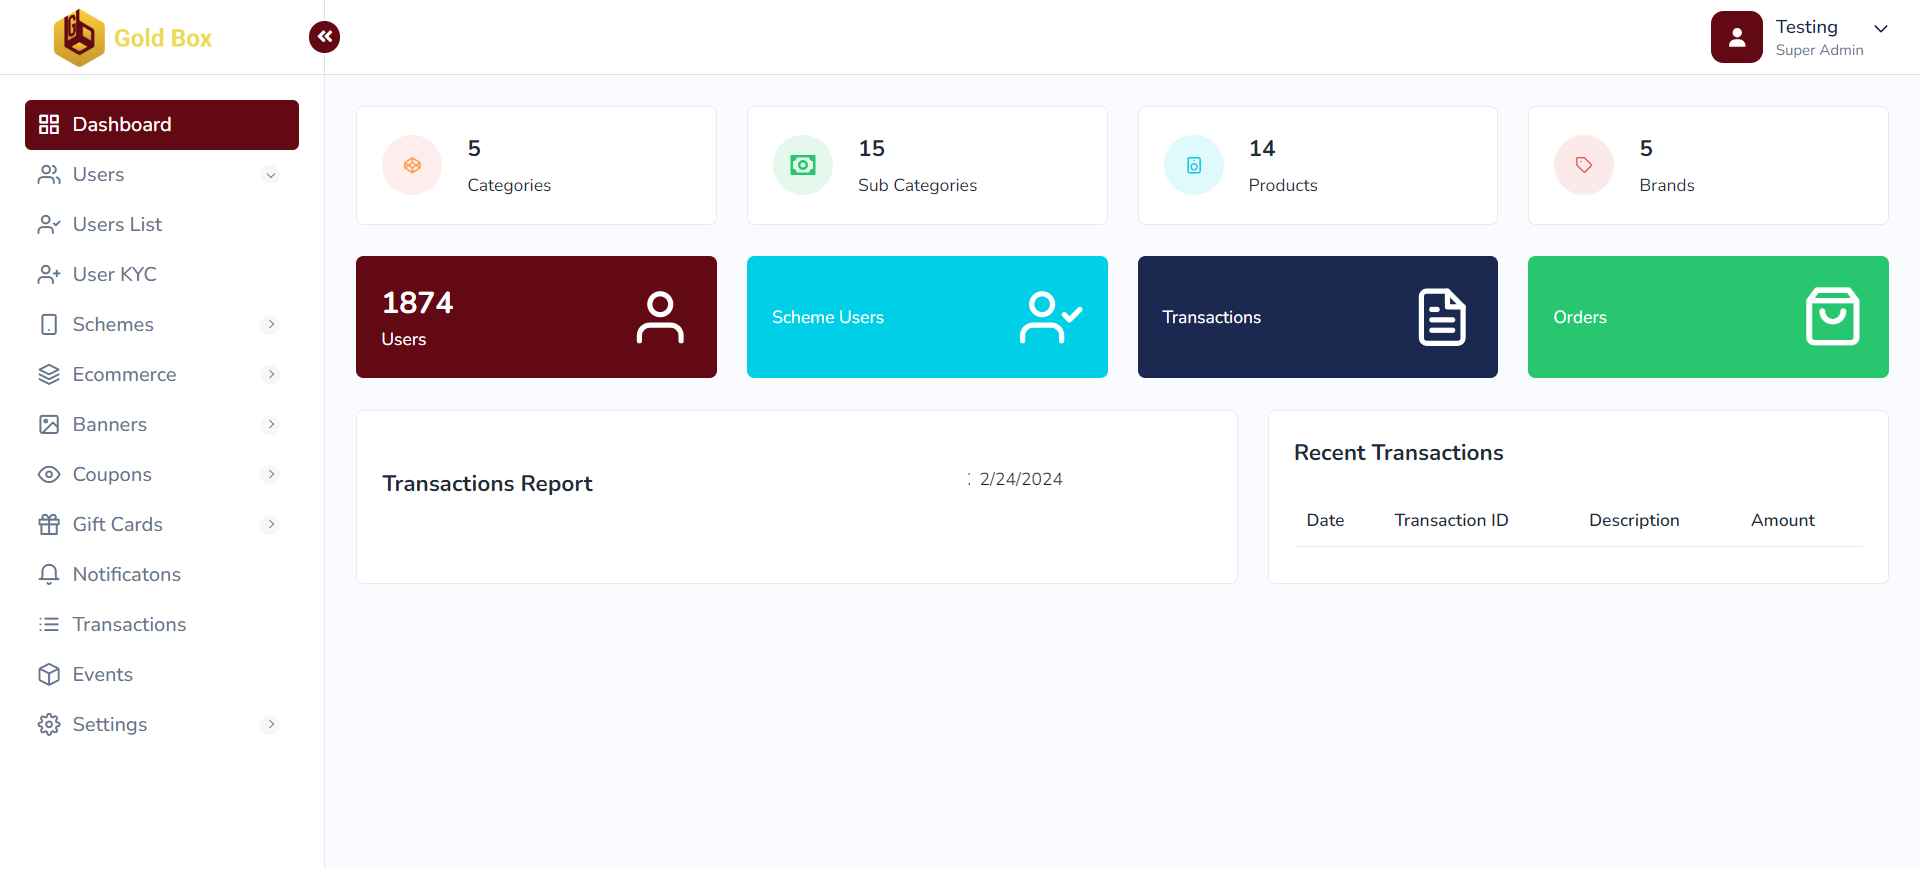 Gold Box
Testing
Super Admin
Dashboard
Users
Users List
User KYC
Schemes
Ecommerce
Banners
Coupons
Gift Cards
Notificatons
Transactions
Events
Settings
5
Categories
15
Sub Categories
14
Products
5
Brands
1874
Users
Scheme Users
Transactions
Orders
Transactions Report
2/24/2024
Recent Transactions
Date Transaction ID Description Amount